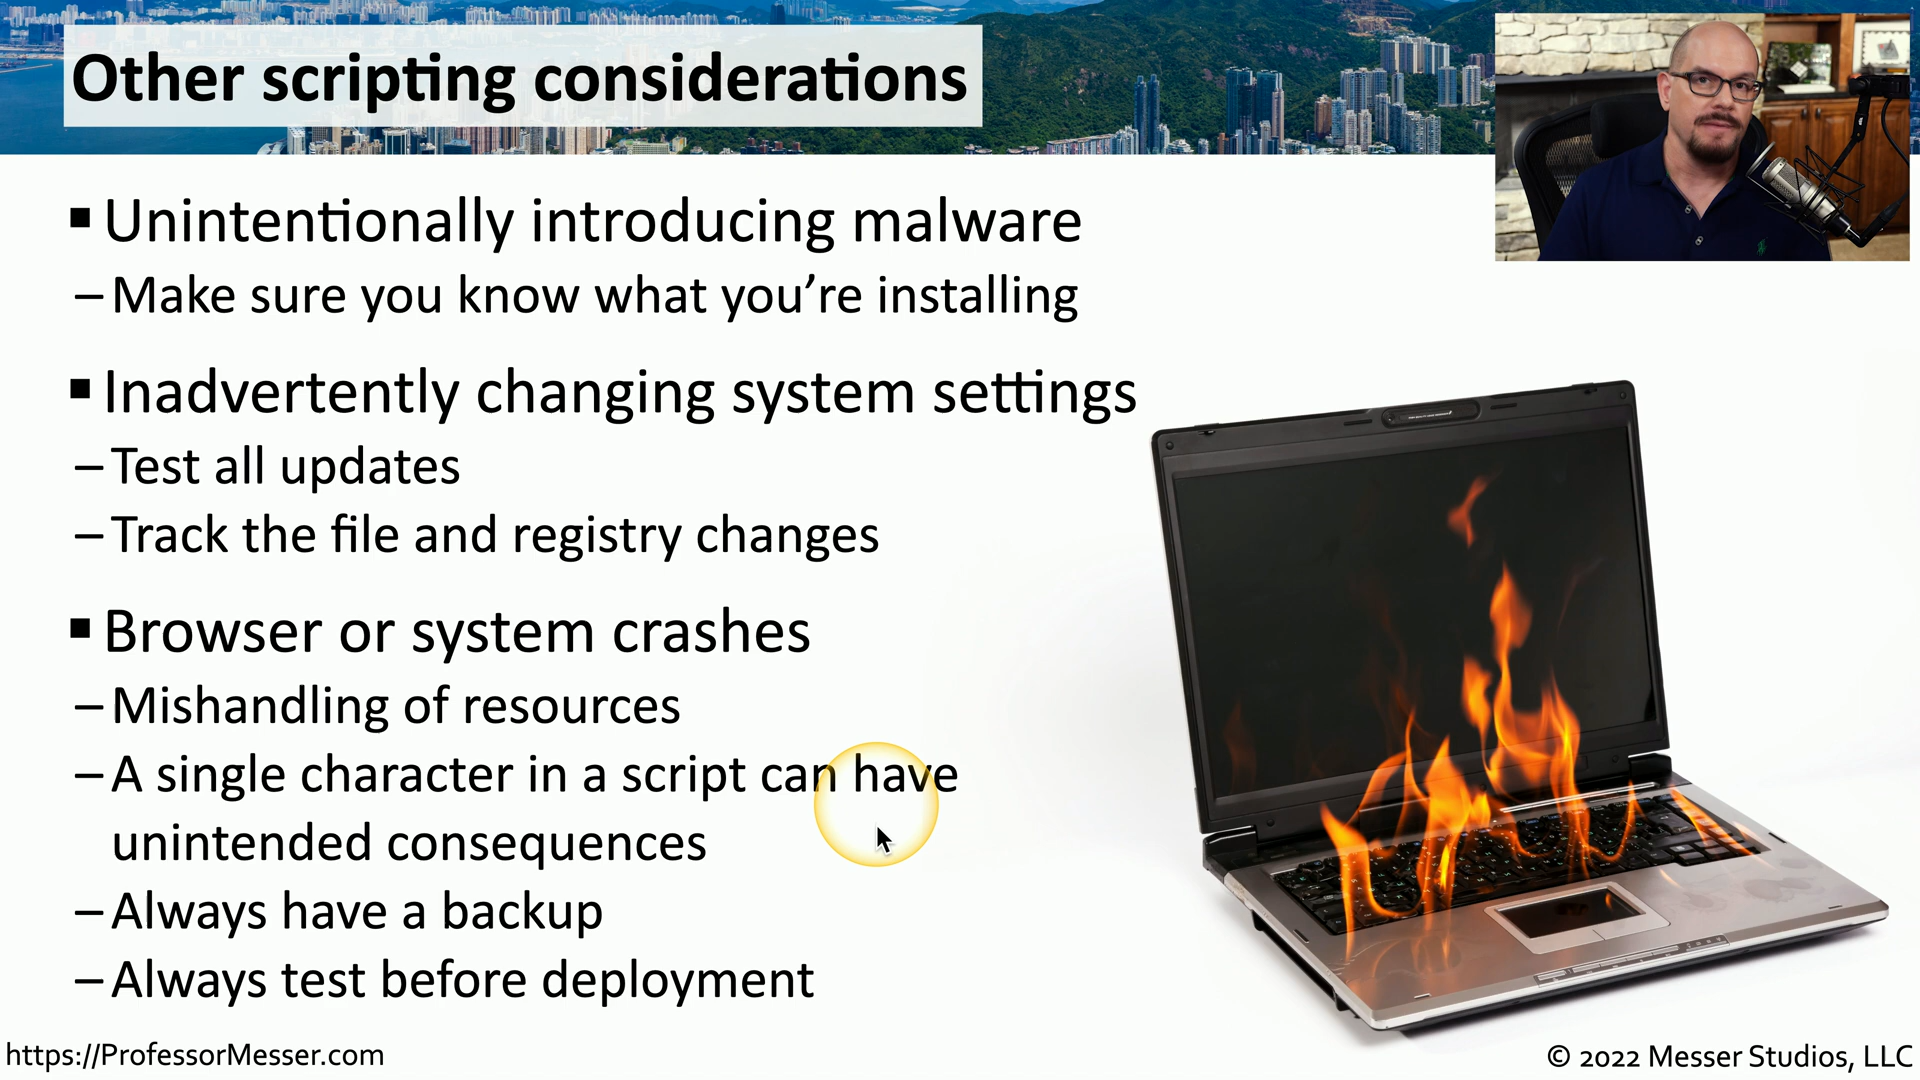 Other scripting considerations
▪ Unintentionally introducing malware
– Make sure you know what you’re installing
▪ Inadvertently changing system settings
– Test all updates
– Track the file and registry changes
▪ Browser or system crashes
– Mishandling of resources
– A single character in a script can have
unintended consequences
– Always have a backup
– Always test before deployment
https://ProfessorMesser.com
© 2022 Messer Studios, LLC